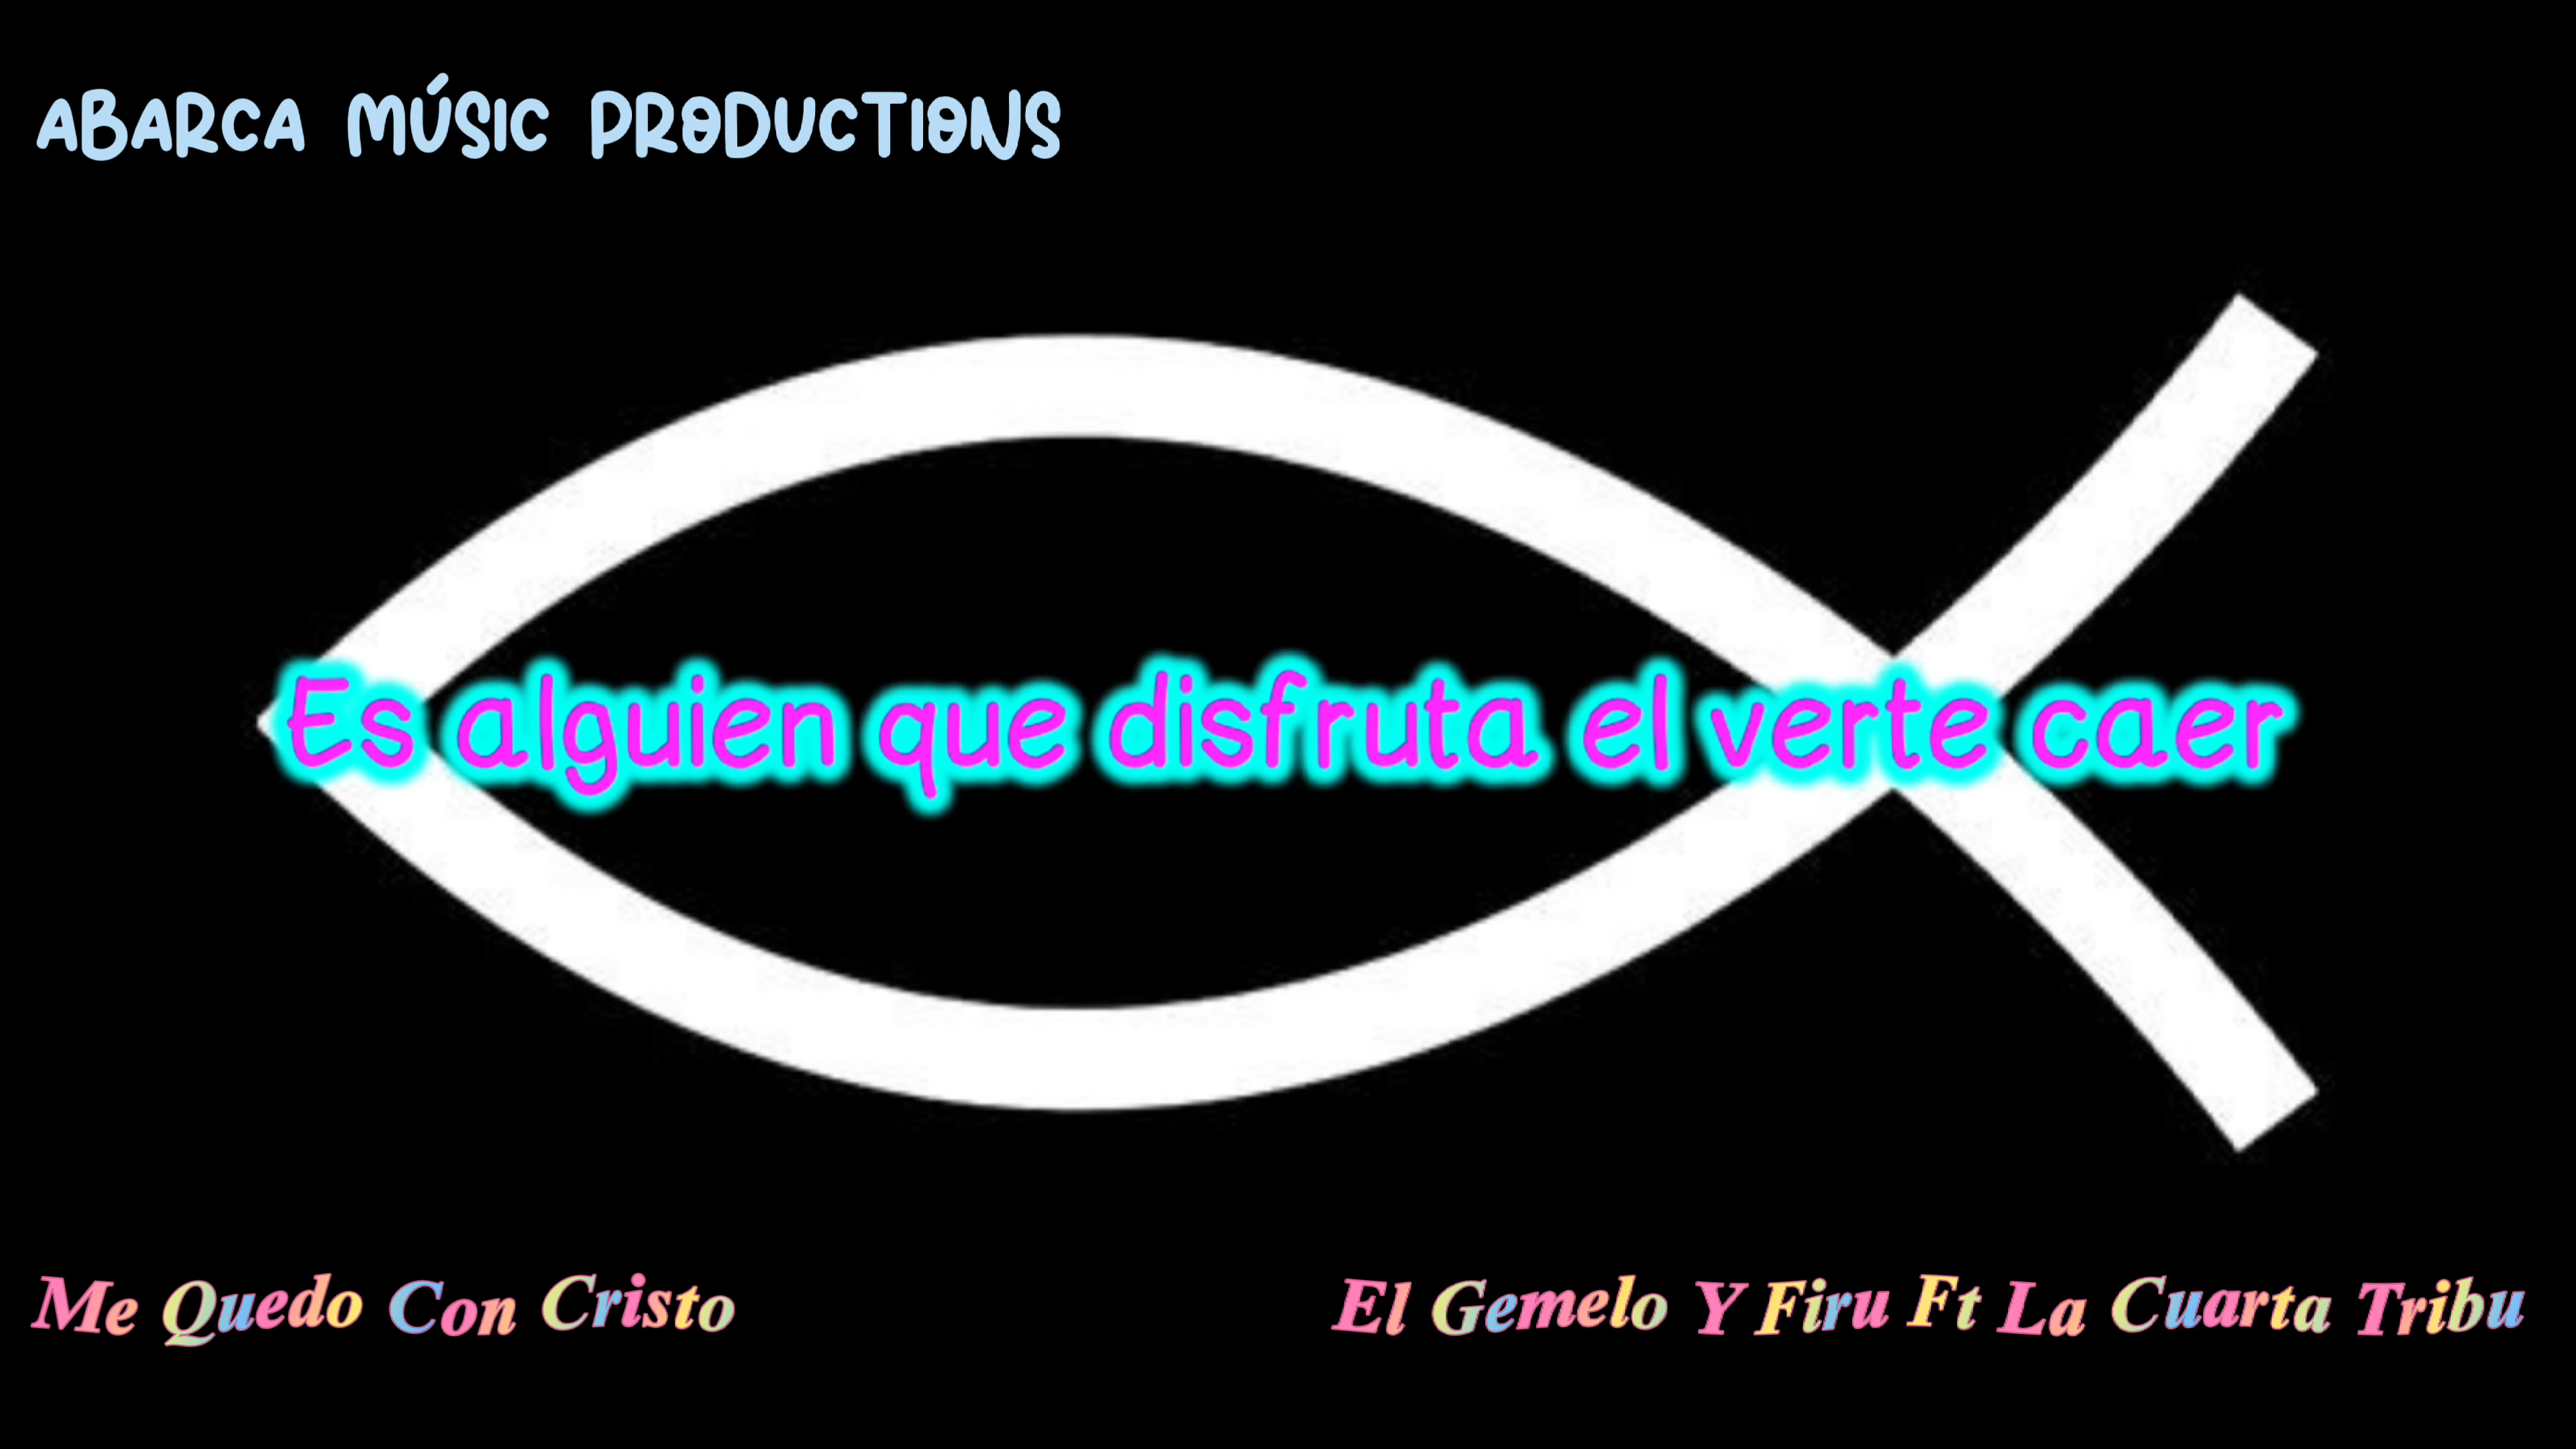 ABARCA MÚSIC PRODUCTIONS
Es alguien que disfruta el verte caer
Me Quedo Con Cristo
El Gemelo Y Firu Ft La Cuarta Tribu